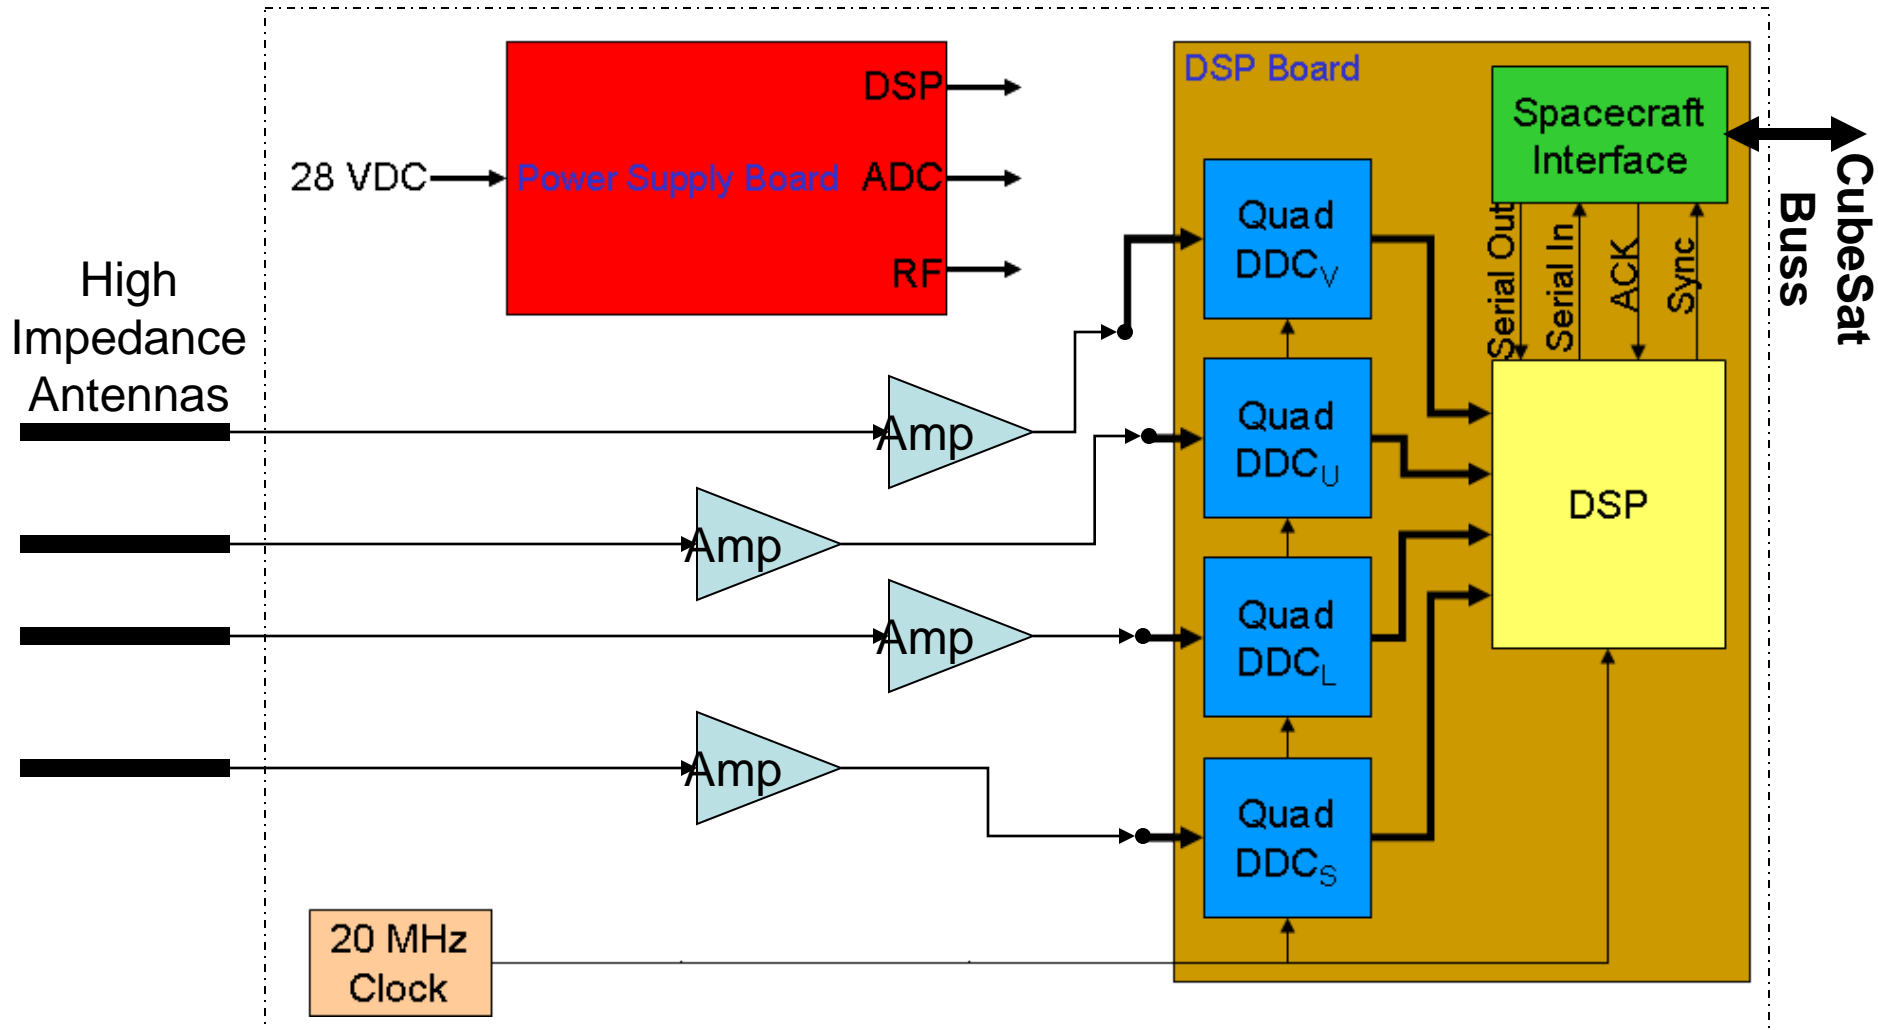 DSP
Power Supply Board
ADC
RF
28 VDC
DSP Board
Spacecraft
Interface
CubeSat
Buss
Serial Out
Serial In
ACK
Sync
High
Impedance
Antennas
Amp
Amp
Amp
Amp
Quad
DDCV
Quad
DDCU
Quad
DDCL
Quad
DDCS
DSP
20 MHz
Clock